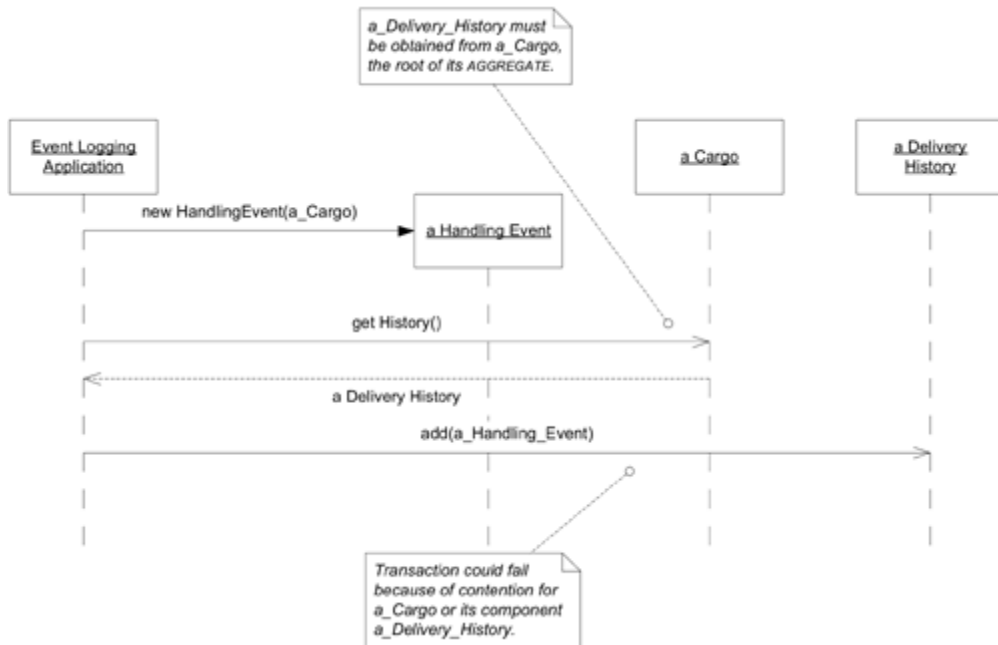 a_Delivery_History must
be obtained from a_Cargo,
the root of its AGGREGATE.
Event Logging
Application
a Cargo
a Delivery
History
new HandlingEvent(a_Cargo)
a Handling Event
get History()
a Delivery History
add(a_Handling_Event)
Transaction could fail
because of contention for
a_Cargo or its component
a_Delivery_History.